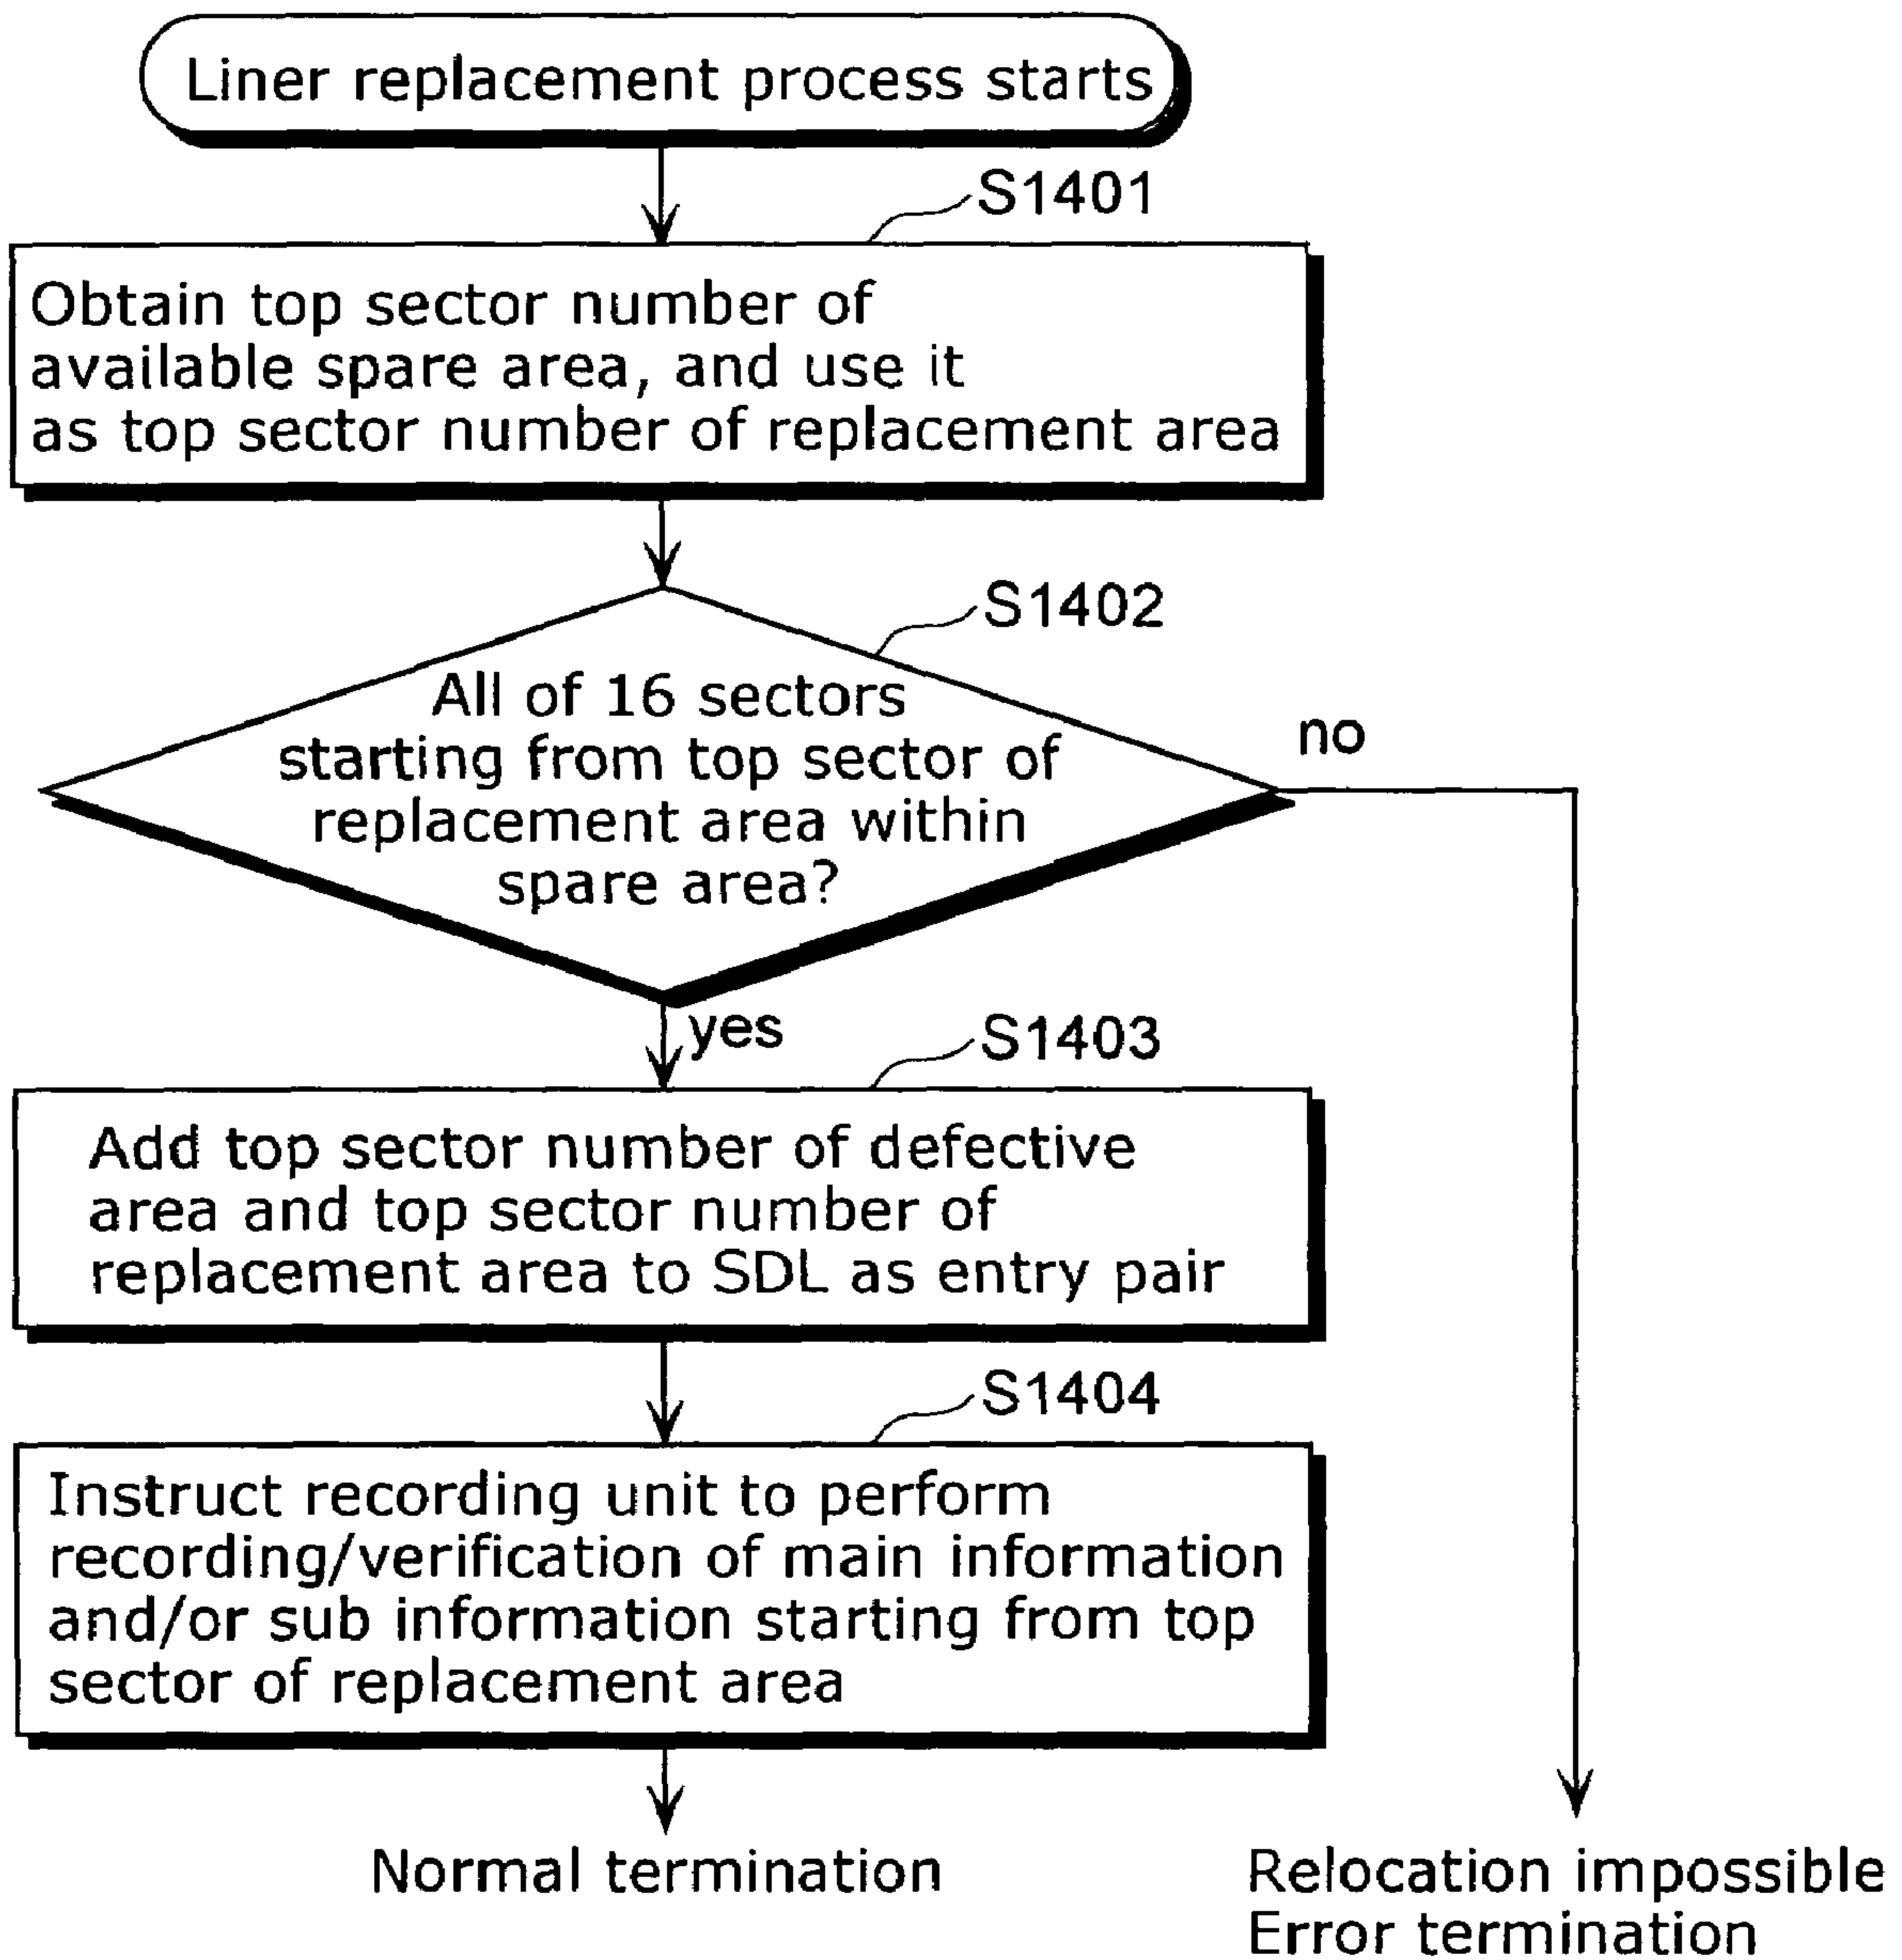 Liner replacement process starts
S1401
Obtain top sector number of
available spare area, and use it
as top sector number of replacement area
S1402
All of 16 sectors
starting from top sector of
replacement area within
spare area?
no
yes
S1403
Add top sector number of defective
area and top sector number of
replacement area to SDL as entry pair
S1404
Instruct recording unit to perform
recording/verification of main information
and/or sub information starting from top
sector of replacement area
Normal termination
Relocation impossible
Error termination